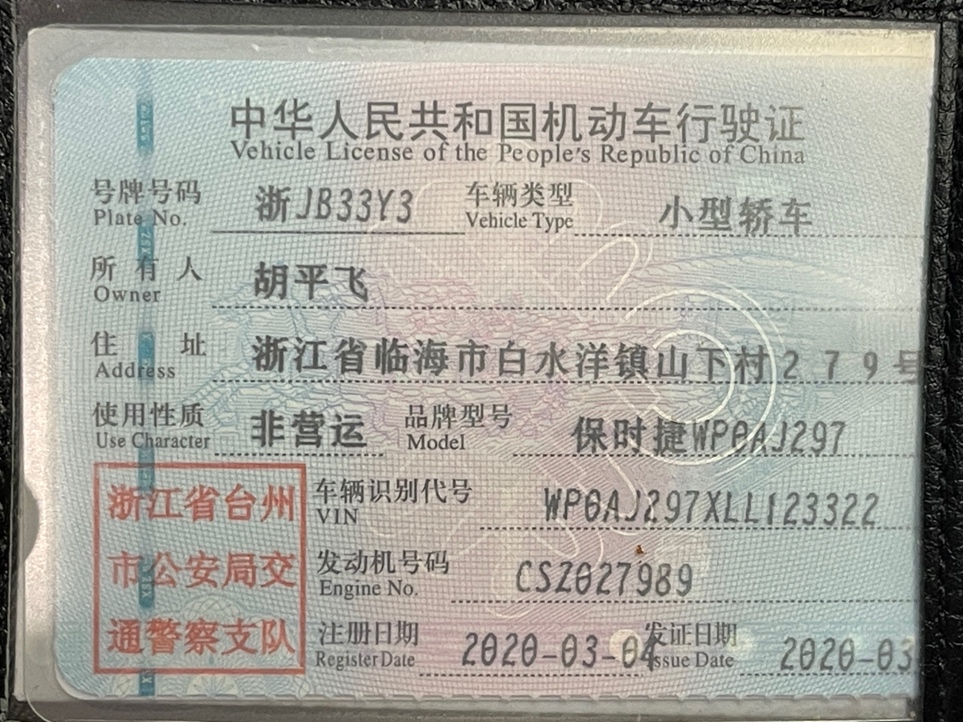 中华人民共和国机动车行驶证
Vehicle License of the People's Republic of China
号牌号码 浙JB33Y3 车辆类型 小型轿车
Plate No. Vehicle Type
所有人 胡平飞
Owner
住址 浙江省临海市白水洋镇山下村279号
Address
使用性质 非营运 品牌型号 保时捷WP0AJ297
Use Character Model
浙江省台州
市公安局交
通警察支队
车辆识别代号 WP0AJ297XLL123322
VIN
发动机号码 CSZ027989
Engine No.
注册日期 2020-03-04 发证日期 2020-03
Register Date Issue Date